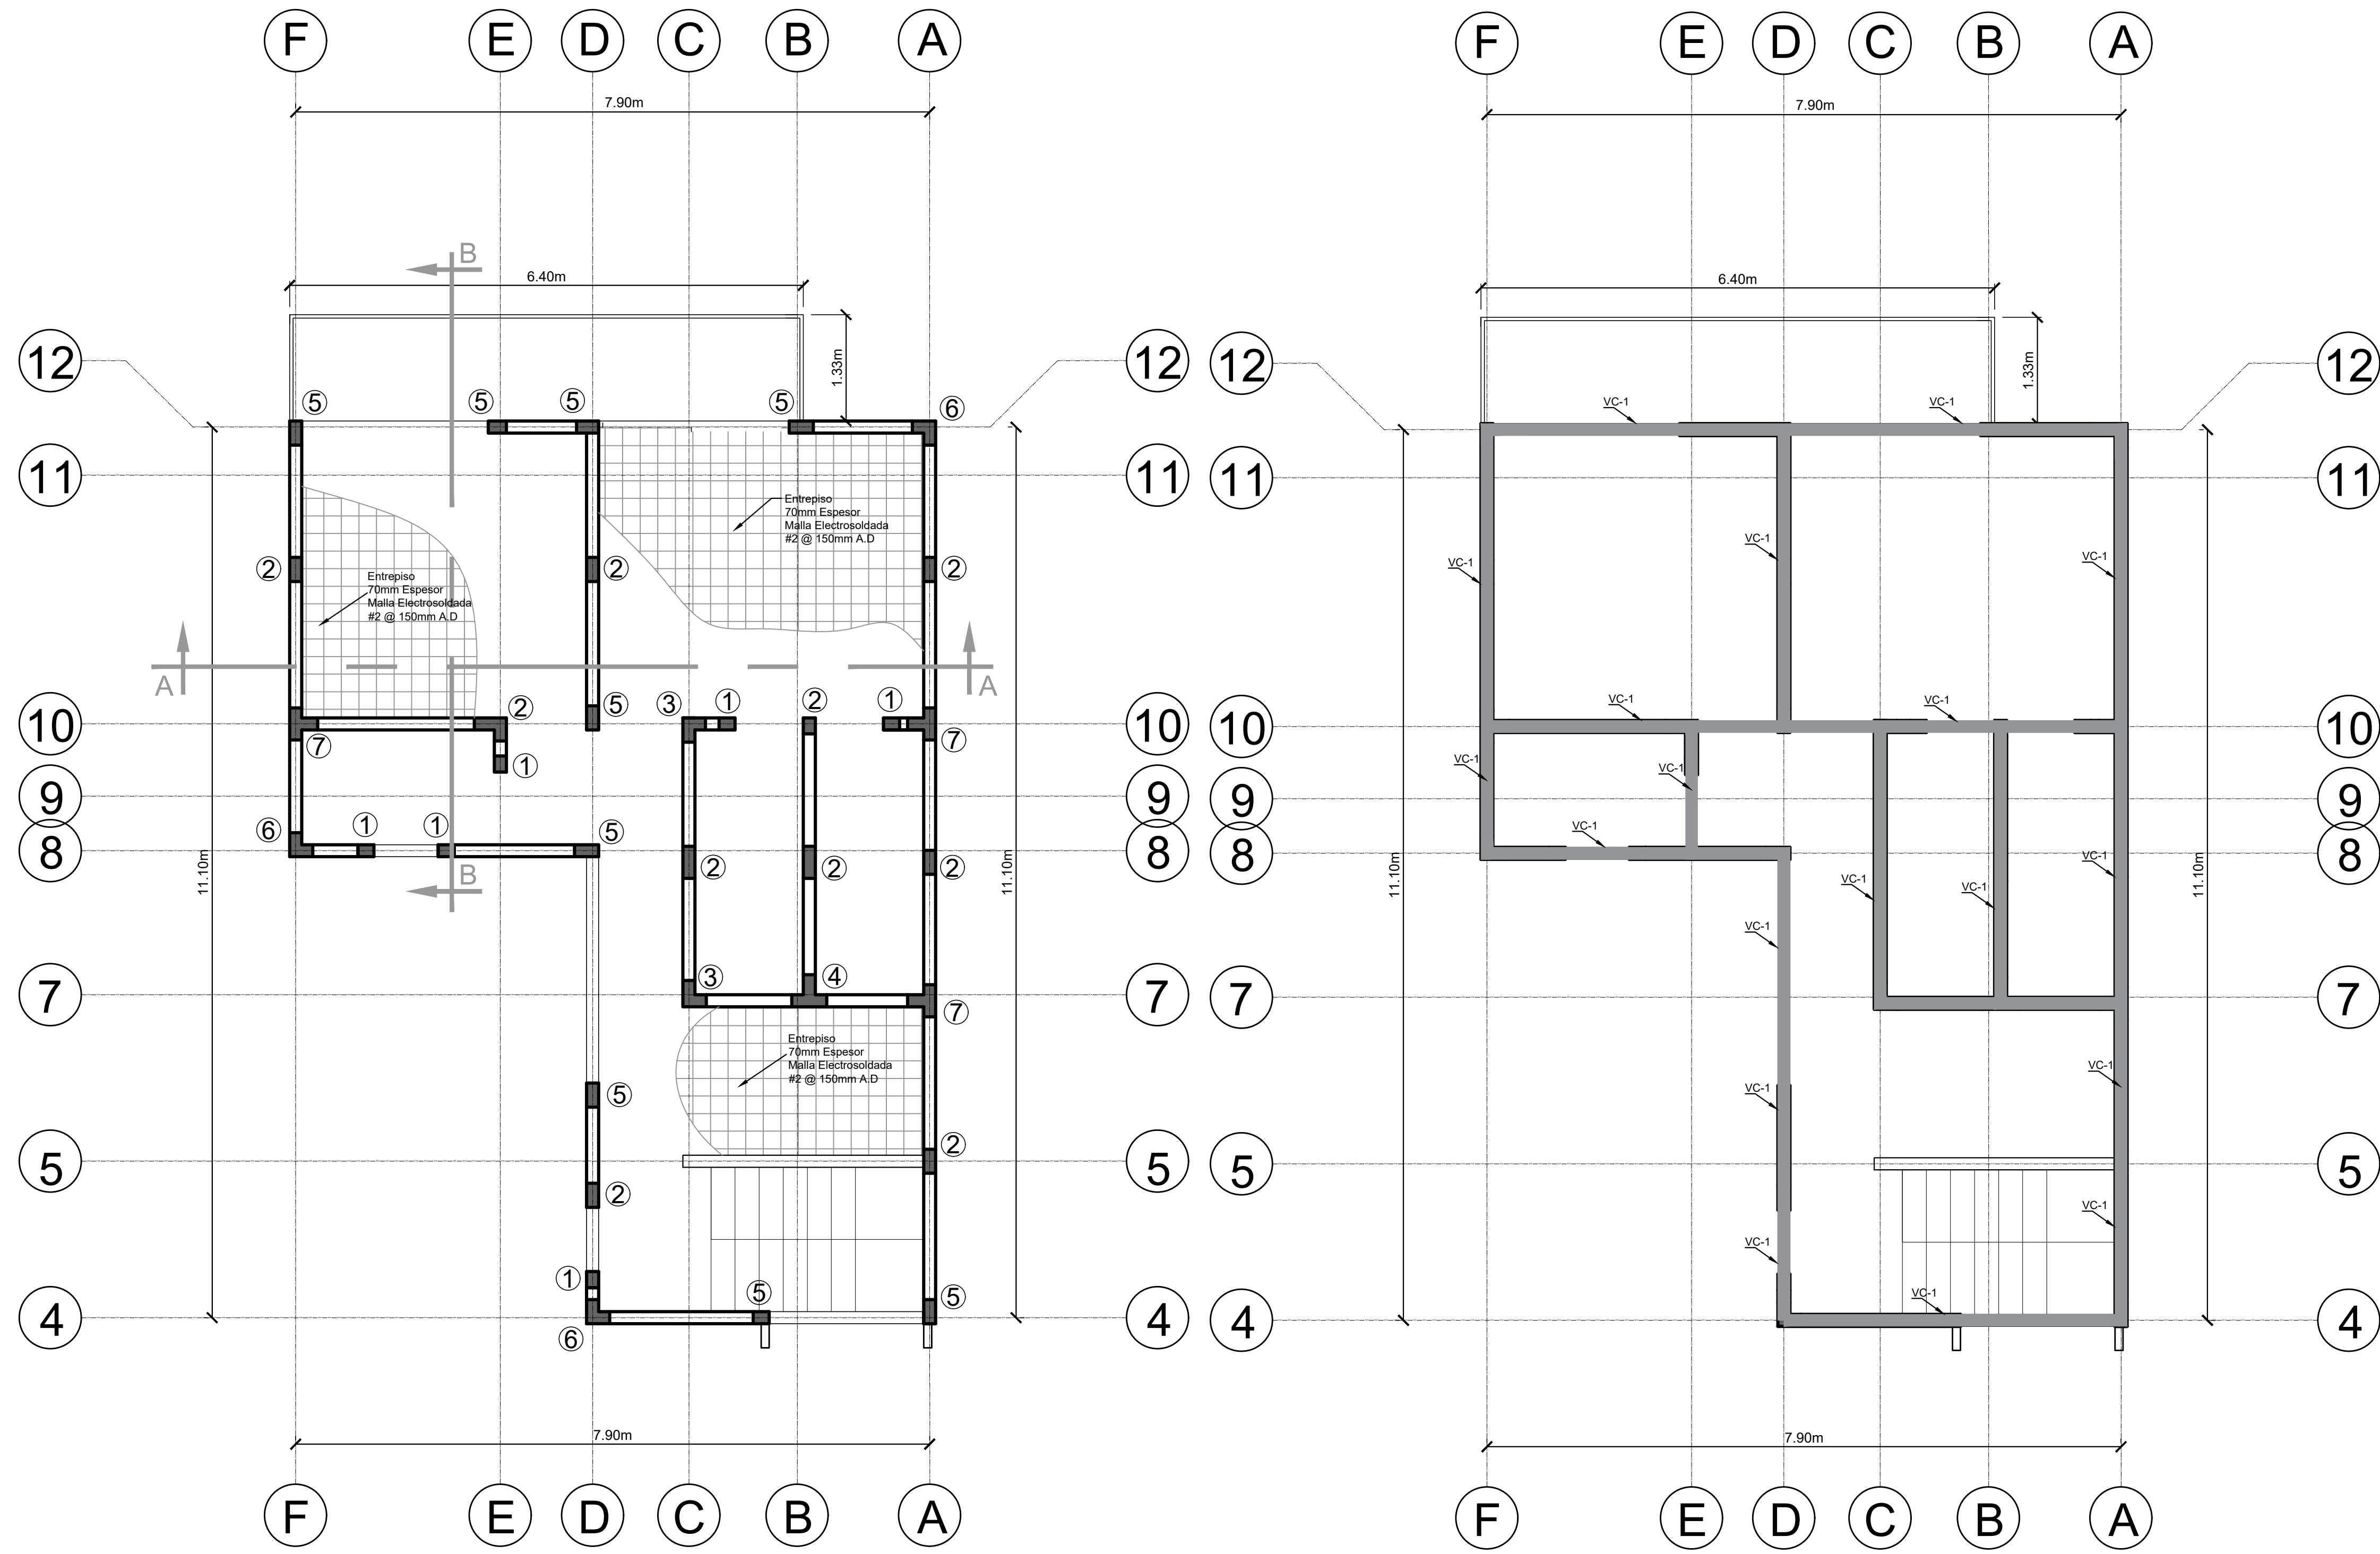 F E D C B A
7.90m
B
6.40m
1.33m
12 12
5 5 5 5 6
11 11
Entrepiso
70mm Espesor
Malla Electrosoldada
#2 @ 150mm A.D
2 2 2
Entrepiso
70mm Espesor
Malla Electrosoldada
#2 @ 150mm A.D
A A
10 10
2 5 3 1 2 1
7 7
1
9 9
6 1 1 5
8 8
11.10m 11.10m
B
2 2 2
3 4
7 7
7
Entrepiso
70mm Espesor
Malla Electrosoldada
#2 @ 150mm A.D
5
2
5 5
2
1 5 5
4 4
6
7.90m
F E D C B A
F E D C B A
7.90m
6.40m
1.33m
12 12
VC-1 VC-1
11 11
VC-1
VC-1
VC-1
VC-1 VC-1
10 10
VC-1
VC-1
9 9
VC-1
8 8
VC-1
11.10m 11.10m
VC-1
VC-1
VC-1
7 7
VC-1
VC-1
5 5
VC-1
VC-1
VC-1
4 4
7.90m
F E D C B A